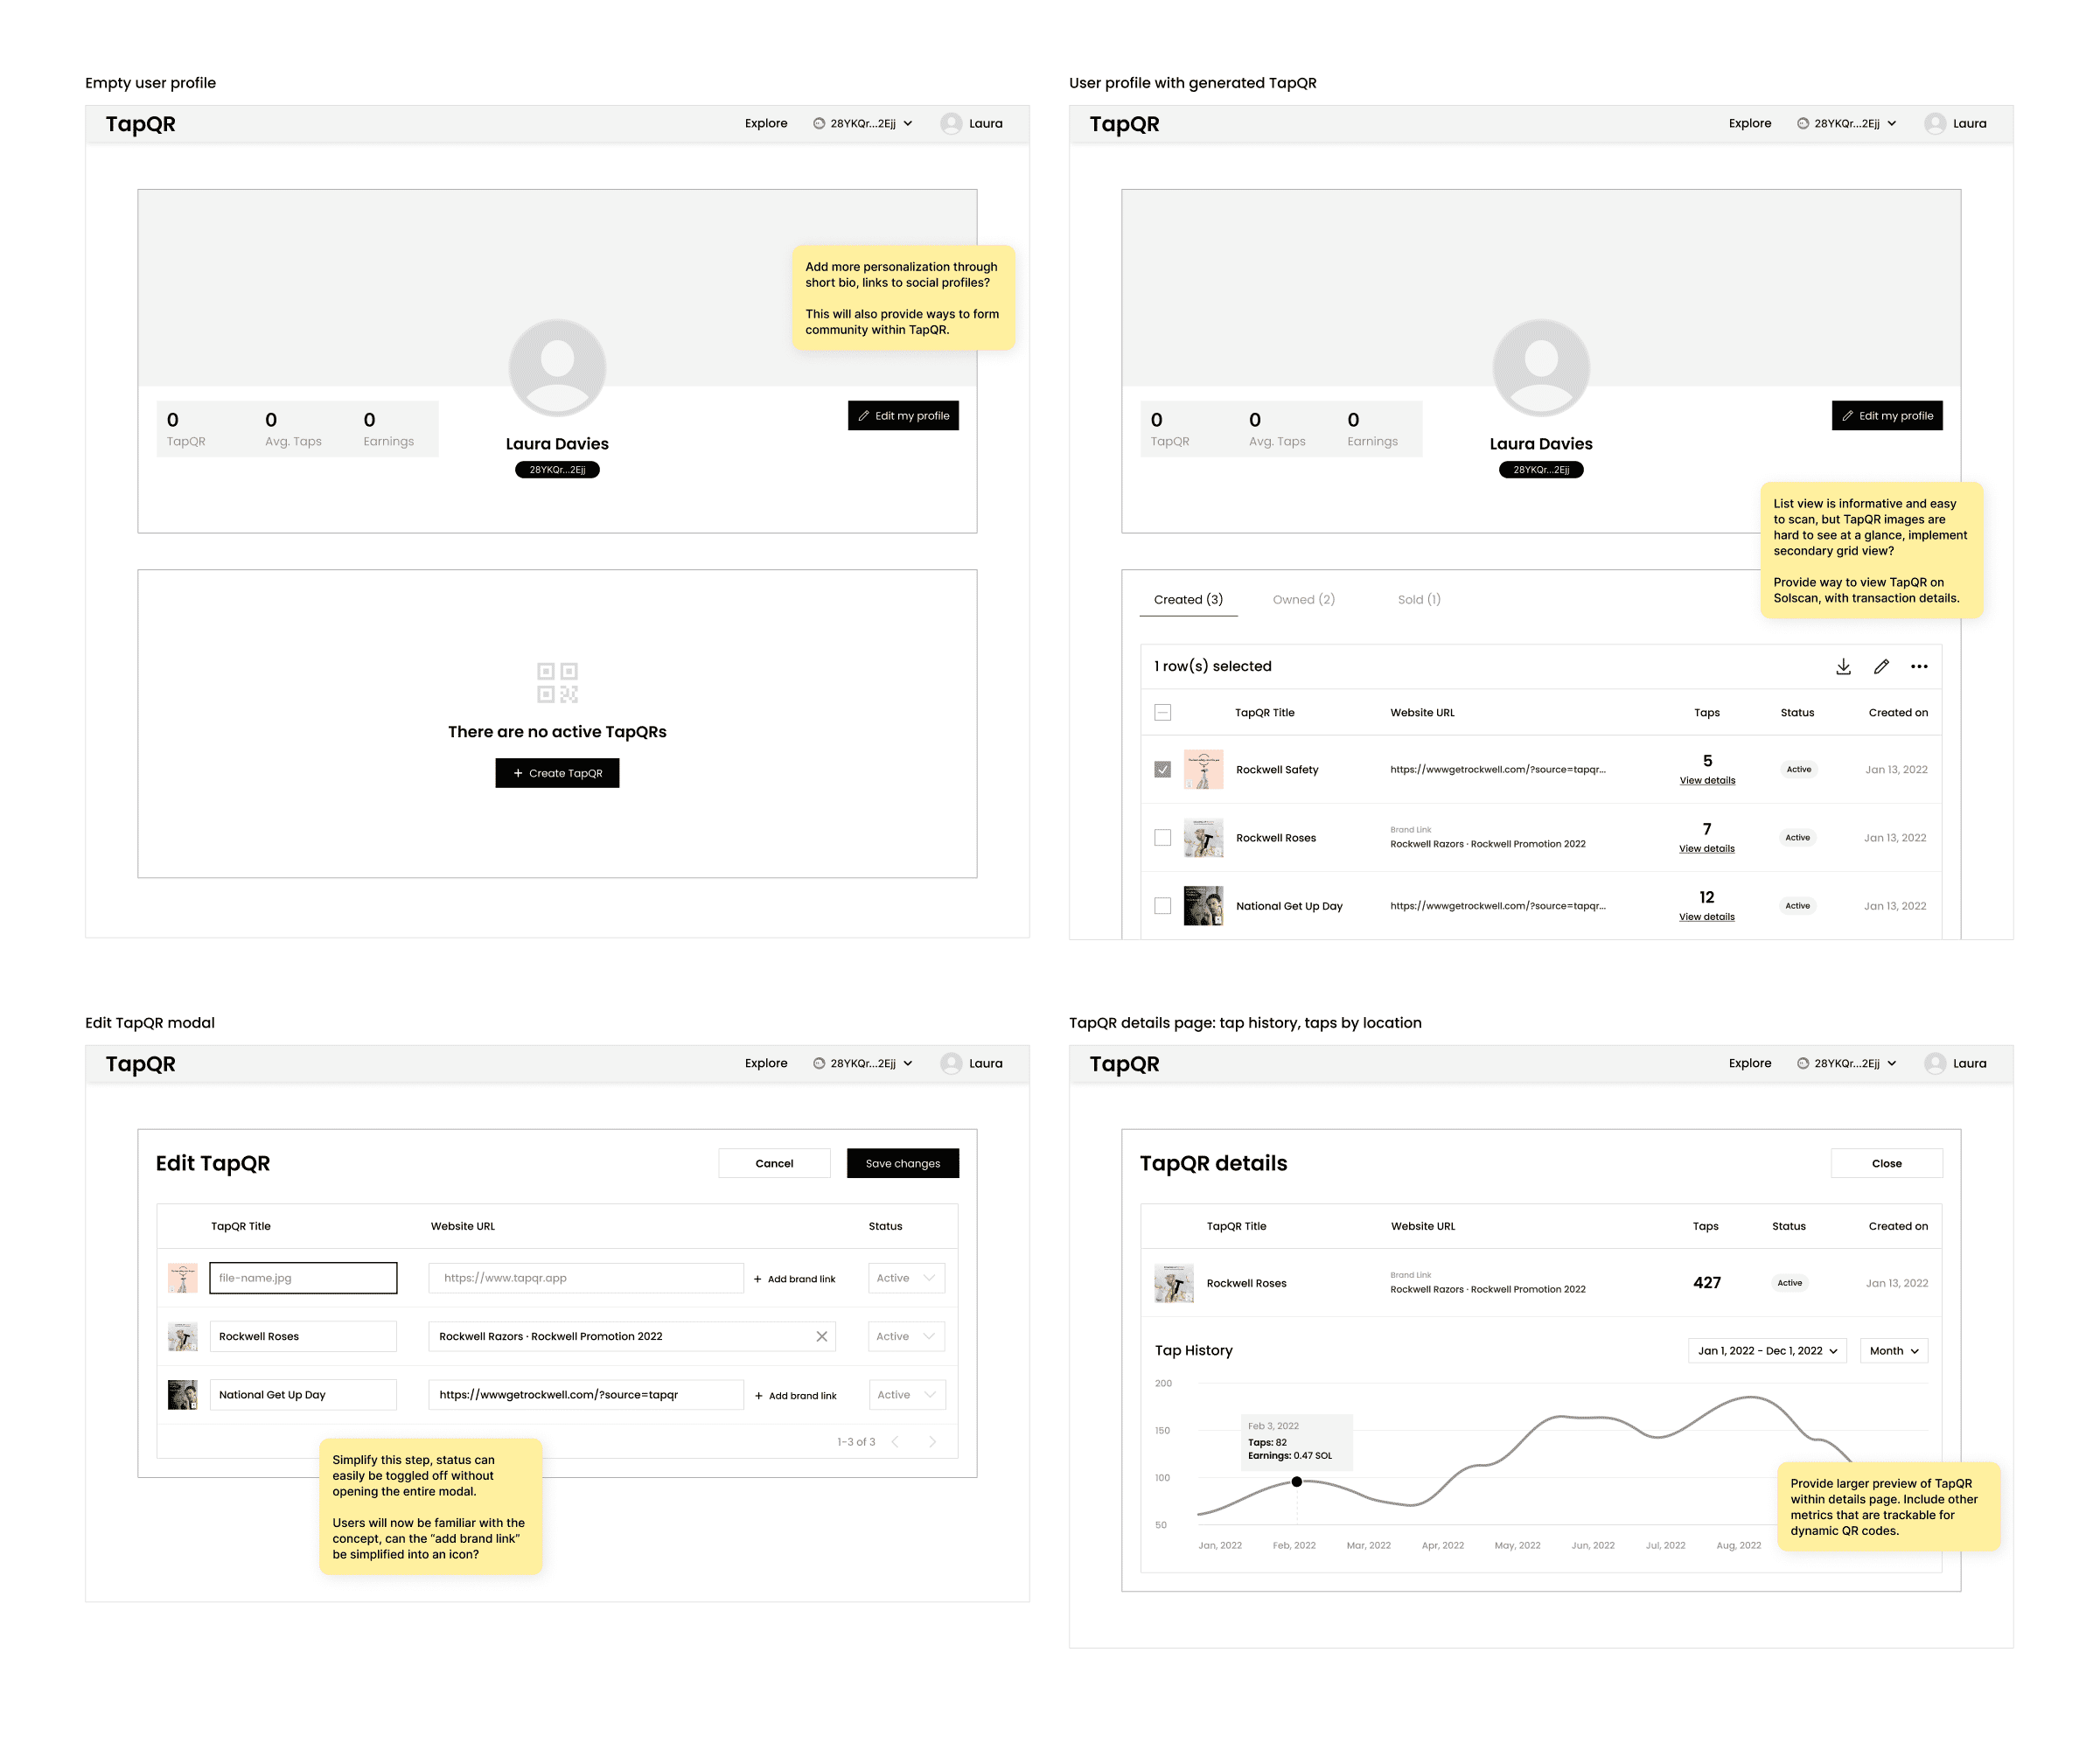 Empty user profile
TapQR
Explore
28YKQr...2Ejj
Laura
Add more personalization through
short bio, links to social profiles?
This will also provide ways to form
community within TapQR.
0
TapQR
0
Avg. Taps
0
Earnings
Edit my profile
Laura Davies
28YKQr...2Ejj
There are no active TapQRs
+ Create TapQR
User profile with generated TapQR
TapQR
Explore
28YKQr...2Ejj
Laura
0
TapQR
0
Avg. Taps
0
Earnings
Edit my profile
Laura Davies
28YKQr...2Ejj
List view is informative and easy
to scan, but TapQR images are
hard to see at a glance, implement
secondary grid view?
Provide way to view TapQR on
Solscan, with transaction details.
Created (3)
Owned (2)
Sold (1)
1 row(s) selected
TapQR Title
Website URL
Taps
Status
Created on
Rockwell Safety
https://wwwgetrockwell.com/?source=tapqr...
5
View details
Active
Jan 13, 2022
Rockwell Roses
Brand Link
Rockwell Razors · Rockwell Promotion 2022
7
View details
Active
Jan 13, 2022
National Get Up Day
https://wwwgetrockwell.com/?source=tapqr...
12
View details
Active
Jan 13, 2022
Edit TapQR modal
TapQR
Explore
28YKQr...2Ejj
Laura
Edit TapQR
Cancel
Save changes
TapQR Title
Website URL
Status
file-name.jpg
https://www.tapqr.app
+ Add brand link
Active
Rockwell Roses
Rockwell Razors · Rockwell Promotion 2022
Active
National Get Up Day
https://wwwgetrockwell.com/?source=tapqr
+ Add brand link
Active
1-3 of 3
Simplify this step, status can
easily be toggled off without
opening the entire modal.
Users will now be familiar with the
concept, can the “add brand link”
be simplified into an icon?
TapQR details page: tap history, taps by location
TapQR
Explore
28YKQr...2Ejj
Laura
TapQR details
Close
TapQR Title
Website URL
Taps
Status
Created on
Rockwell Roses
Brand Link
Rockwell Razors · Rockwell Promotion 2022
427
Active
Jan 13, 2022
Tap History
Jan 1, 2022 - Dec 1, 2022
Month
200
150
100
50
Feb 3, 2022
Taps: 82
Earnings: 0.47 SOL
Jan, 2022
Feb, 2022
Mar, 2022
Apr, 2022
May, 2022
Jun, 2022
Jul, 2022
Aug, 2022
Provide larger preview of TapQR
within details page. Include other
metrics that are trackable for
dynamic QR codes.